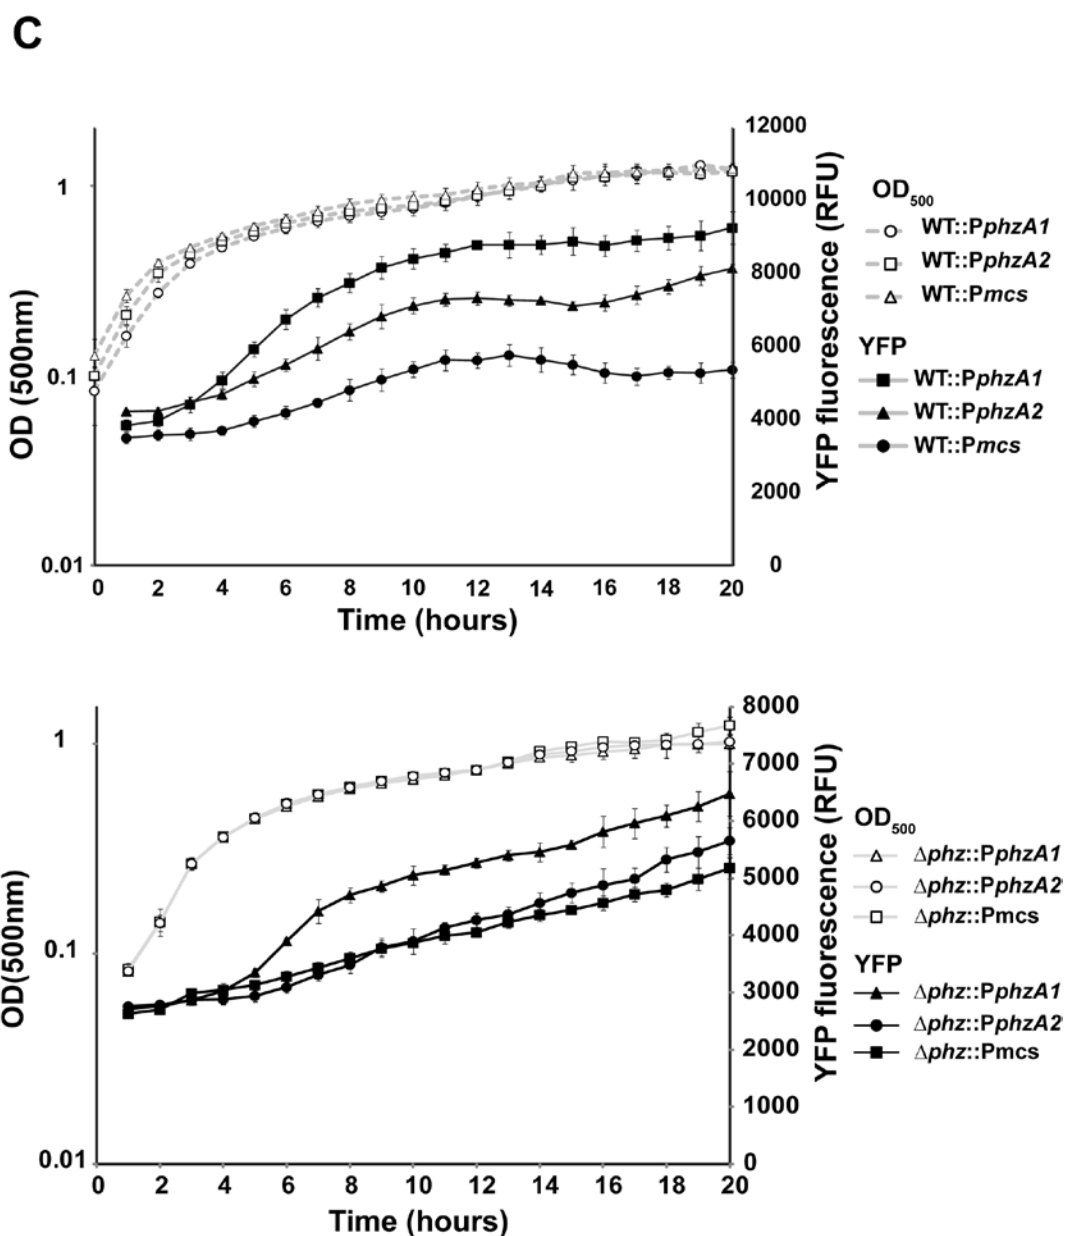 C
12000
10000
8000
6000
4000
2000
0
1
0.1
0.01
OD (500nm)
YFP fluorescence (RFU)
0 2 4 6 8 10 12 14 16 18 20
Time (hours)
OD500
WT::PphzA1
WT::PphzA2
WT::Pmcs
YFP
WT::PphzA1
WT::PphzA2
WT::Pmcs
8000
7000
6000
5000
4000
3000
2000
1000
0
1
0.1
0.01
OD(500nm)
YFP fluorescence (RFU)
0 2 4 6 8 10 12 14 16 18 20
Time (hours)
OD500
Δphz::PphzA1
Δphz::PphzA2
Δphz::Pmcs
YFP
Δphz::PphzA1
Δphz::PphzA2
Δphz::Pmcs